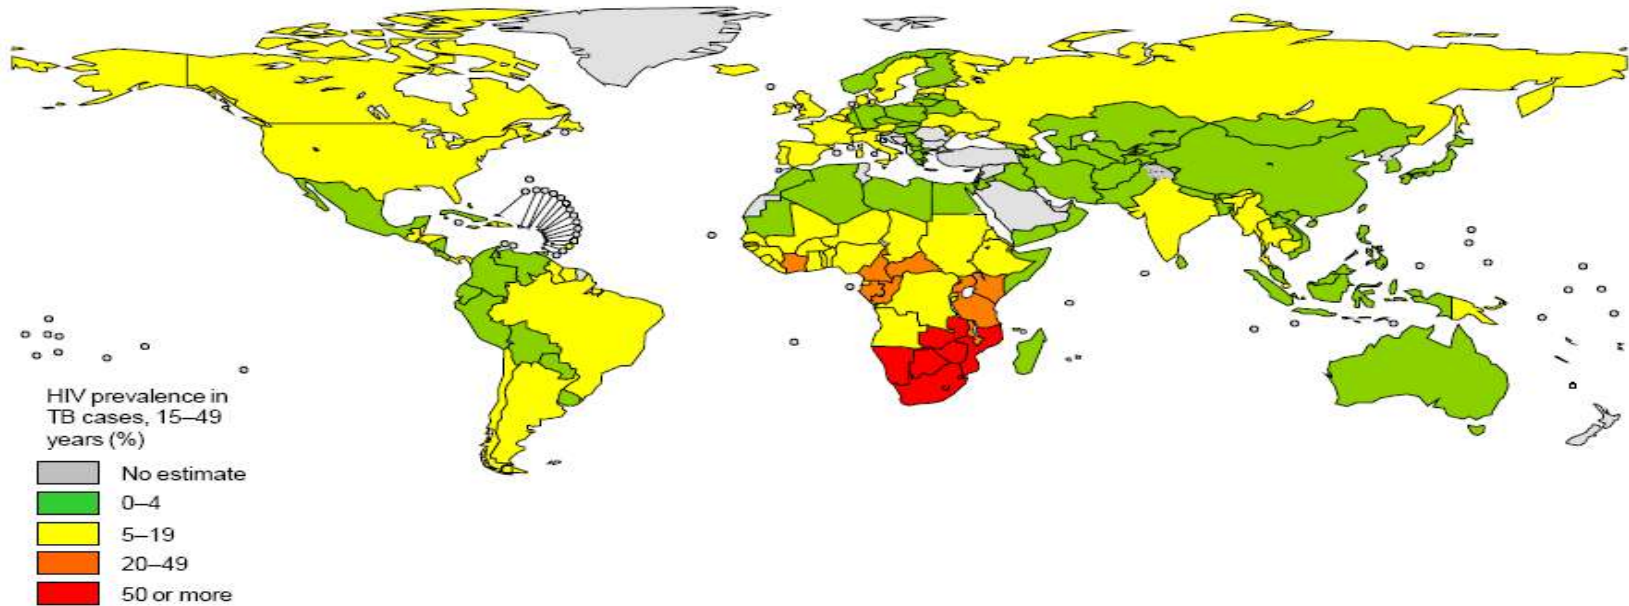 HIV prevalence in
TB cases, 15–49
years (%)
No estimate
0–4
5–19
20–49
50 or more